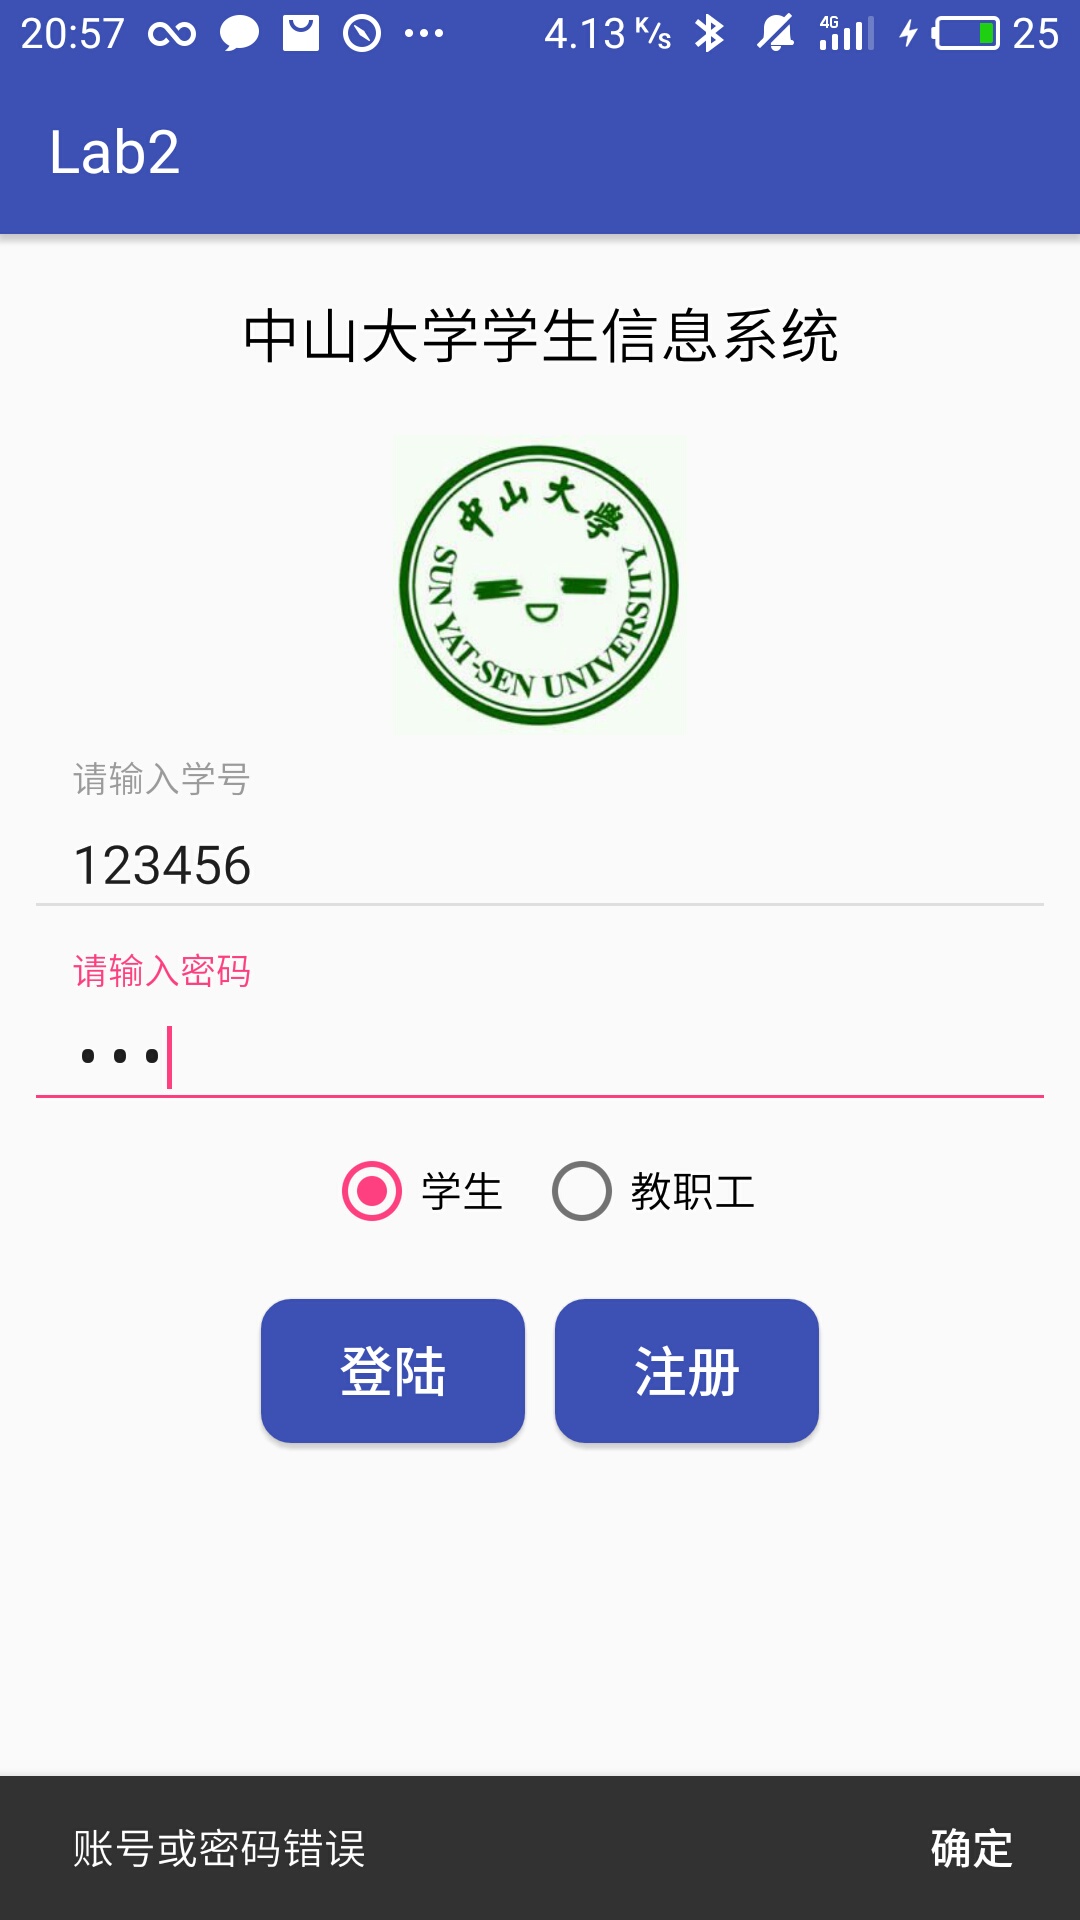 20:57 4.13 K/s 4G 25
Lab2
中山大学学生信息系统
中山大學
SUN YAT-SEN UNIVERSITY
请输入学号
123456
请输入密码
•••
学生 教职工
登陆 注册
账号或密码错误 确定